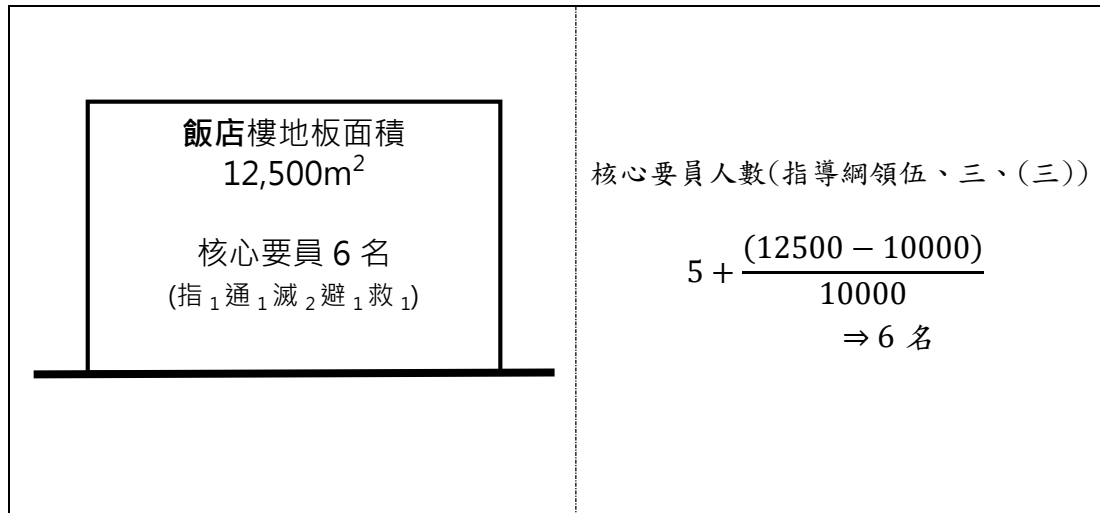 飯店樓地板面積
12,500m²
核心要員 6 名
(指₁通₁滅₂避₁救₁)
核心要員人數(指導綱領伍、三、(三))
5 + (12500 − 10000)
10000
⇒ 6 名